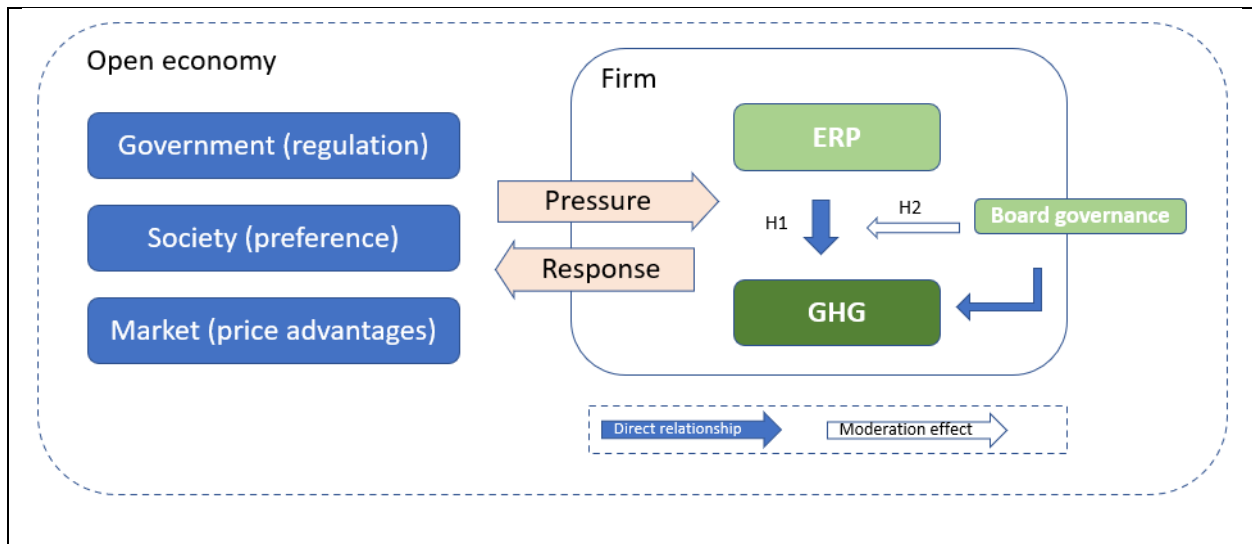 Open economy
Government (regulation)
Society (preference)
Market (price advantages)
Pressure
Response
Firm
ERP
H1
H2
Board governance
GHG
Direct relationship
Moderation effect